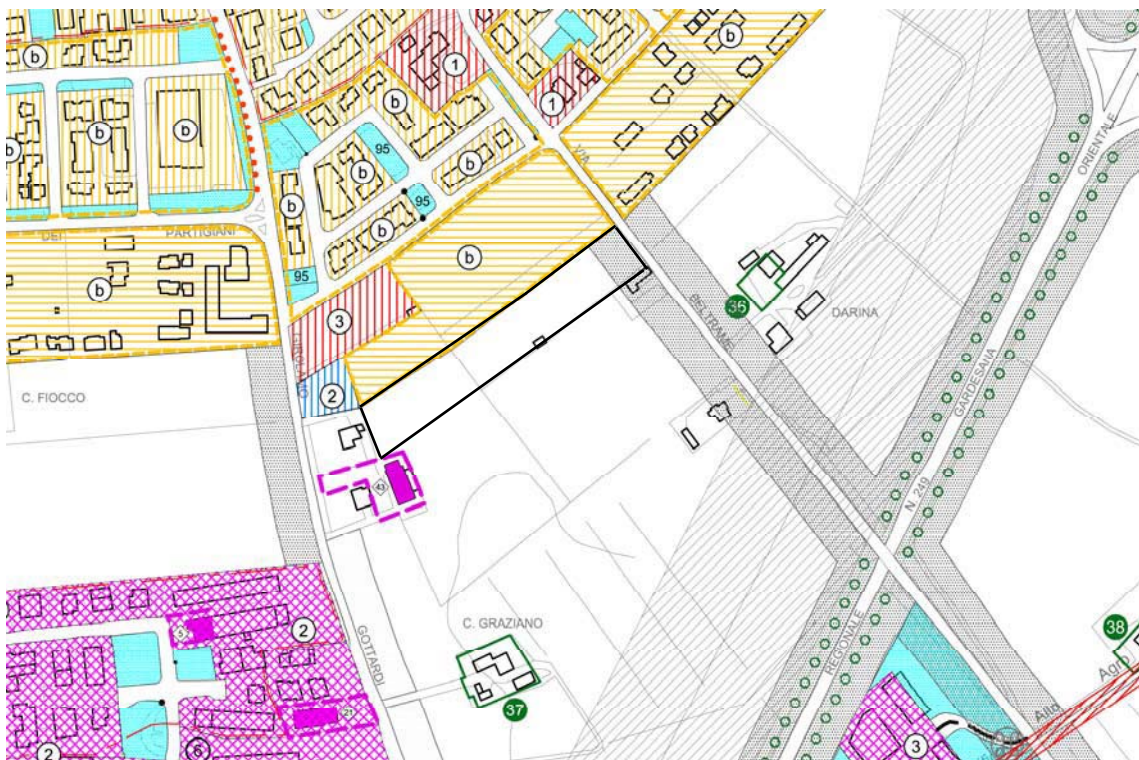 b
b
b
b
b
1
1
b
b
b
b
b
b
95
95
95
VIA
DEI
PARTIGIANI
b
b
3
2
C. FIOCCO
BELTRAME
36
DARINA
ORIENTALE
GARDESANA
N. 249
REGIONALE
43
GOTTARDI
C. GRAZIANO
37
38
5
2
21
2
6
3